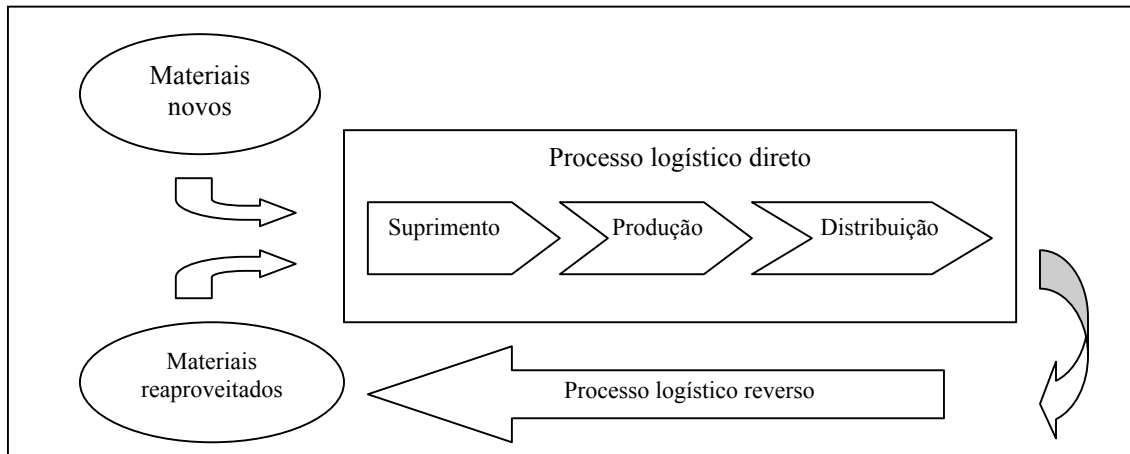 Materiais
novos
Processo logístico direto
Suprimento
Produção
Distribuição
Materiais
reaproveitados
Processo logístico reverso